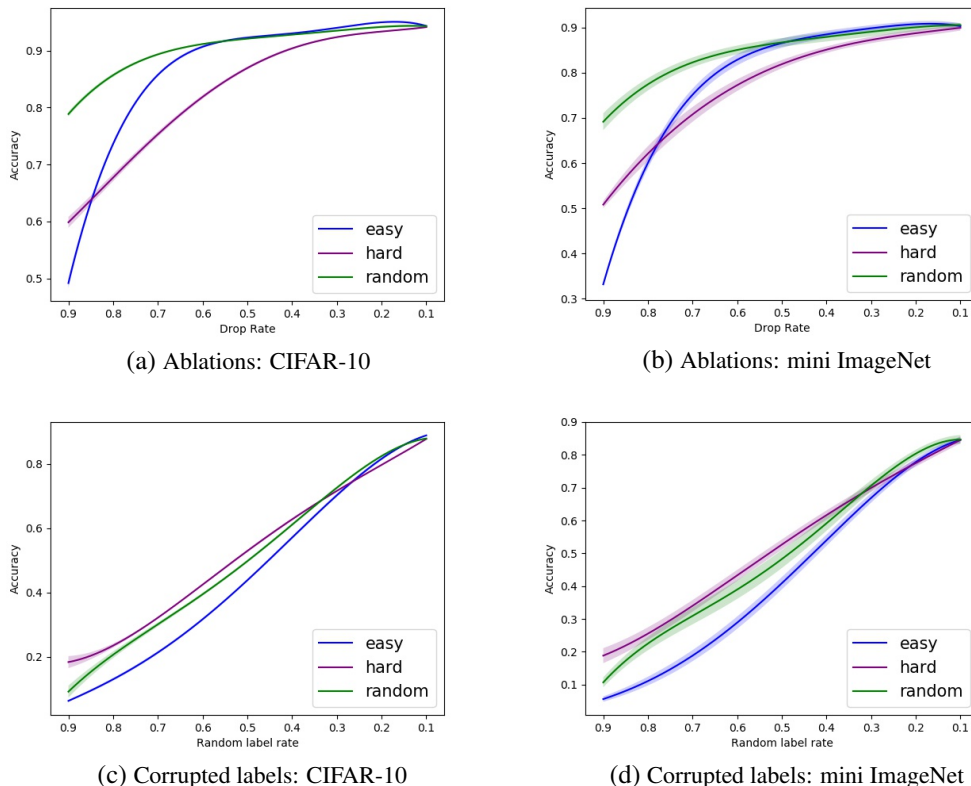 0.9
0.8
0.7
0.6
0.5
Accuracy
easy
hard
random
0.9 0.8 0.7 0.6 0.5 0.4 0.3 0.2 0.1
Drop Rate
(a) Ablations: CIFAR-10
0.9
0.8
0.7
0.6
0.5
0.4
0.3
Accuracy
easy
hard
random
0.9 0.8 0.7 0.6 0.5 0.4 0.3 0.2 0.1
Drop Rate
(b) Ablations: mini ImageNet
0.8
0.6
0.4
0.2
Accuracy
easy
hard
random
0.9 0.8 0.7 0.6 0.5 0.4 0.3 0.2 0.1
Random label rate
(c) Corrupted labels: CIFAR-10
0.9
0.8
0.7
0.6
0.5
0.4
0.3
0.2
0.1
Accuracy
easy
hard
random
0.9 0.8 0.7 0.6 0.5 0.4 0.3 0.2 0.1
Random label rate
(d) Corrupted labels: mini ImageNet